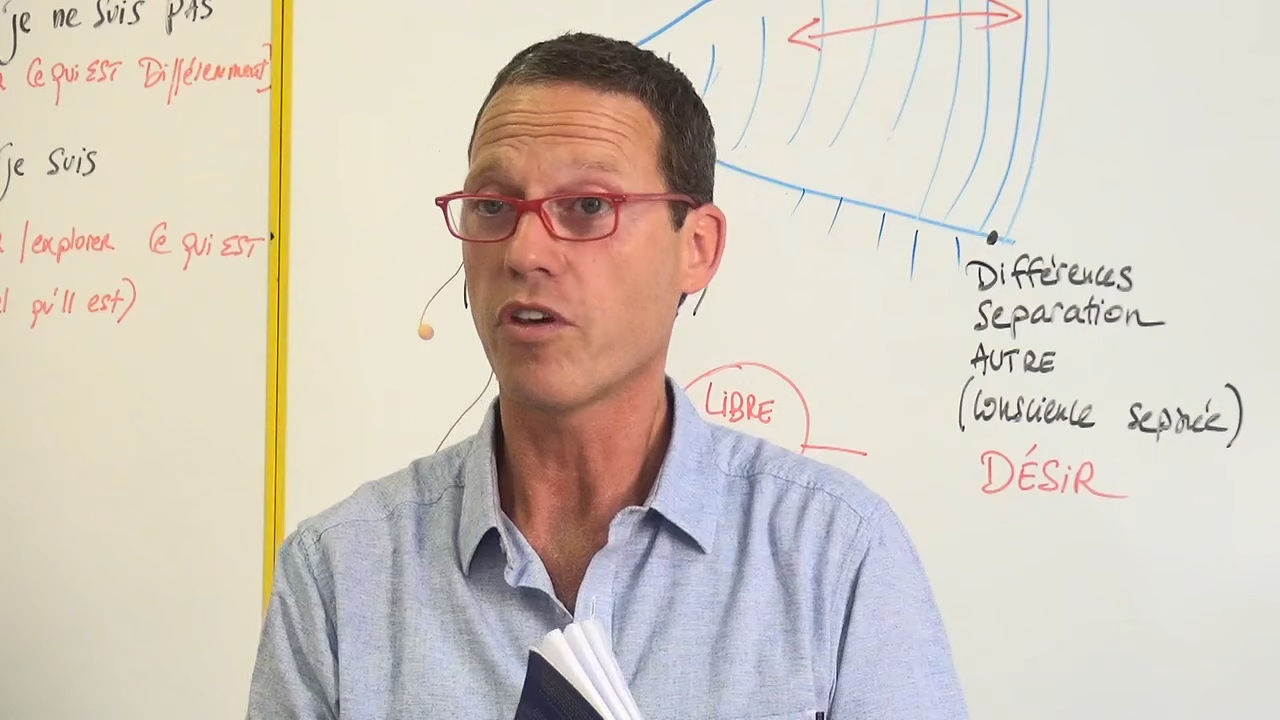 je ne suis PAS
Ce qui EST Différemment]
je suis
/explorer Ce qui EST
qu'il est)
LIBRE
Différences
Separation
AUTRE
(Conscience séparée)
DÉSIR